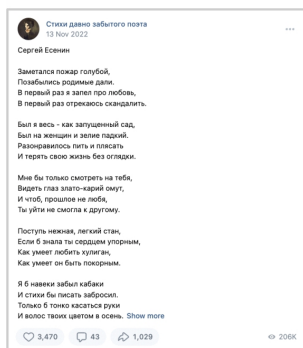 Стихи давно забытого поэта
13 Nov 2022
Сергей Есенин
Заметался пожар голубой,
Позабылись родимые дали.
В первый раз я запел про любовь,
В первый раз отрекаюсь скандалить.
Был я весь - как запущенный сад,
Был на женщин и зелие падкий.
Разонравилось пить и плясать
И терять свою жизнь без оглядки.
Мне бы только смотреть на тебя,
Видеть глаз злато-карий омут,
И чтоб, прошлое не любя,
Ты уйти не смогла к другому.
Поступь нежная, легкий стан,
Если б знала ты сердцем упорным,
Как умеет любить хулиган,
Как умеет он быть покорным.
Я б навеки забыл кабаки
И стихи бы писать забросил.
Только б тонко касаться руки
И волос твоих цветом в осень. Show more
3,470 43 1,029 206K